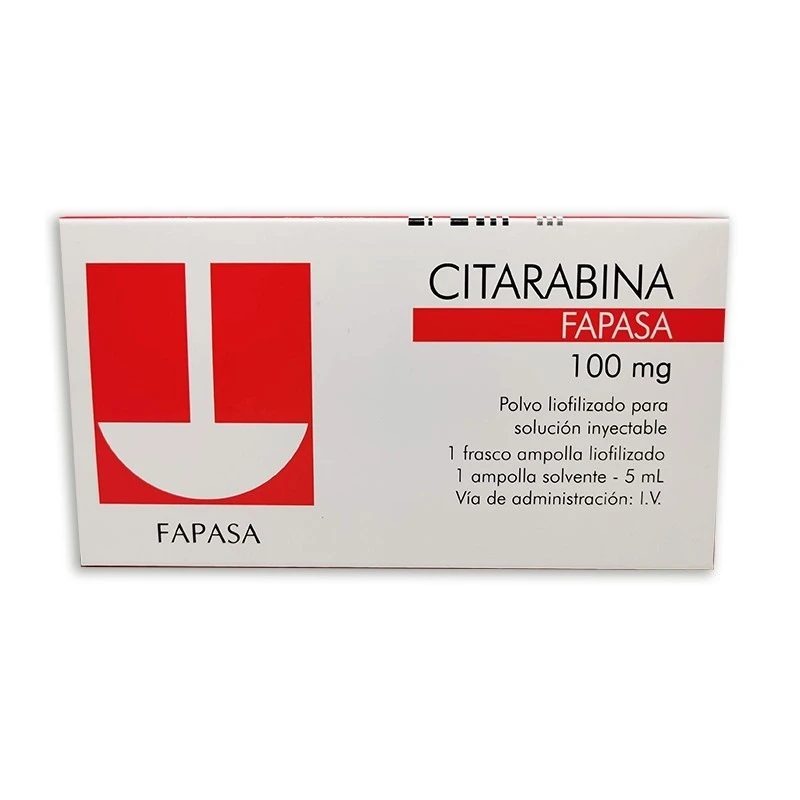 CITARABINA
FAPASA
100 mg
Polvo liofilizado para
solución inyectable
1 frasco ampolla liofilizado
1 ampolla solvente - 5 mL
Vía de administración: I.V.
FAPASA